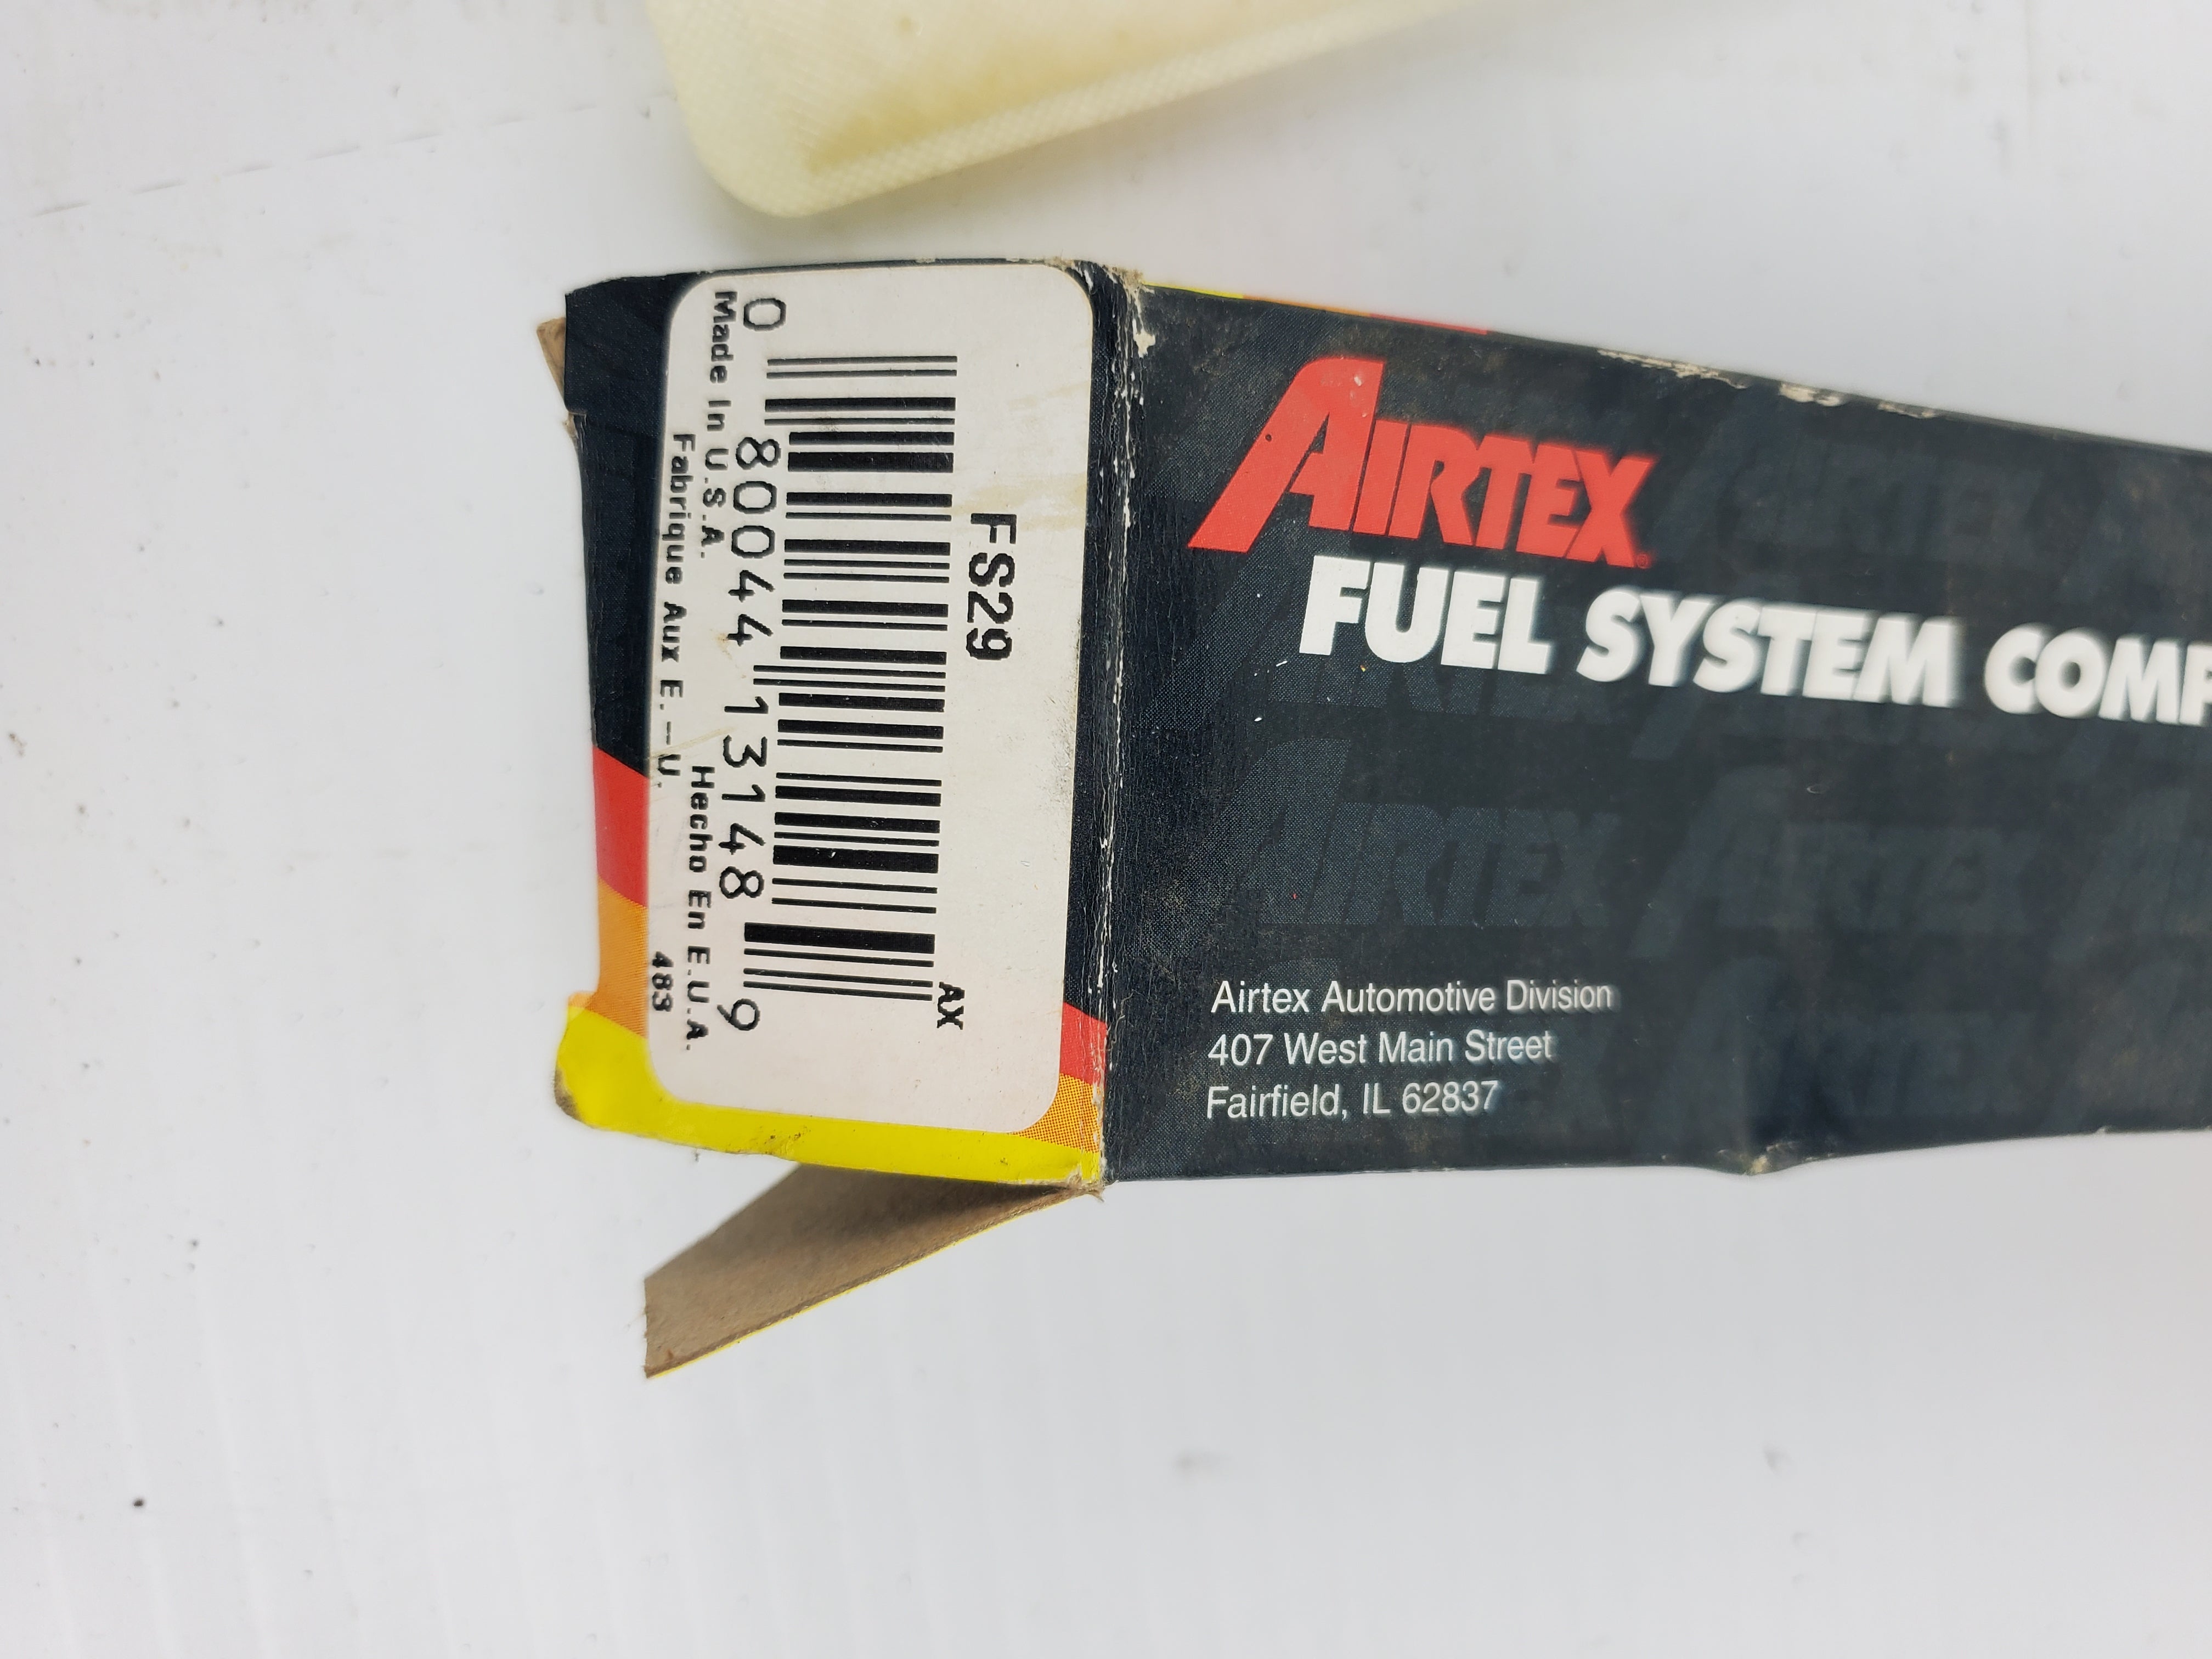 AIRTEX
FUEL SYSTEM COMP
Airtex Automotive Division
407 West Main Street
Fairfield, IL 62837
FS29
AX
0 80044 13148 9
Made In U.S.A.
Hecho En E.U.A.
Fabrique Aux E.-U.
483